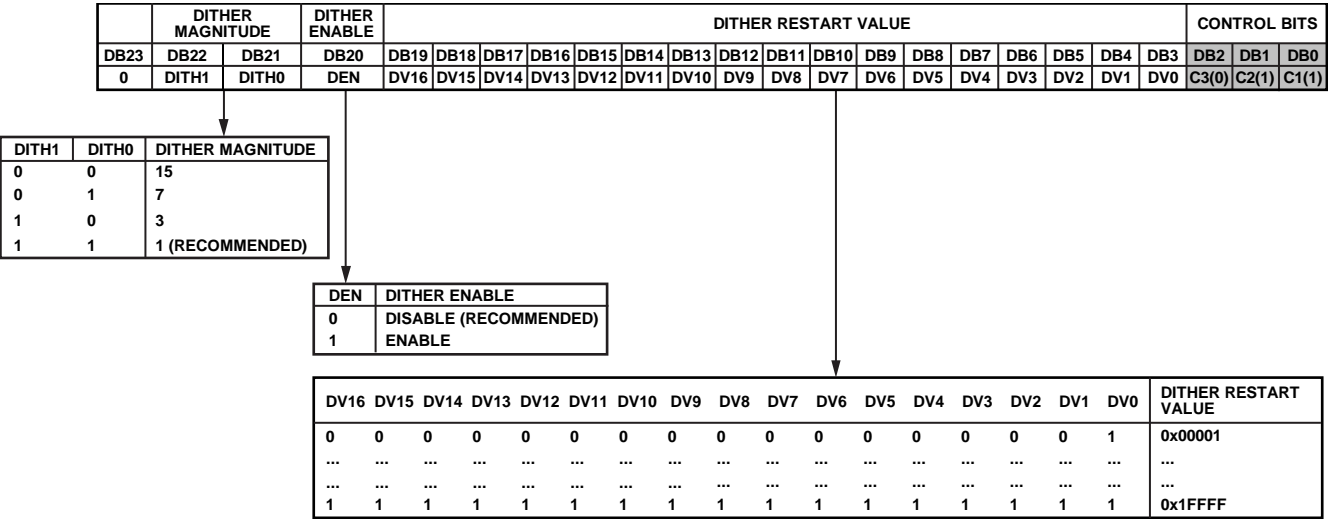 DITHER MAGNITUDE DITHER ENABLE DITHER RESTART VALUE CONTROL BITS
DB23 DB22 DB21 DB20 DB19 DB18 DB17 DB16 DB15 DB14 DB13 DB12 DB11 DB10 DB9 DB8 DB7 DB6 DB5 DB4 DB3 DB2 DB1 DB0
0 DITH1 DITH0 DEN DV16 DV15 DV14 DV13 DV12 DV11 DV10 DV9 DV8 DV7 DV6 DV5 DV4 DV3 DV2 DV1 DV0 C3(0) C2(1) C1(1)
DITH1 DITH0 DITHER MAGNITUDE
0 0 15
0 1 7
1 0 3
1 1 1 (RECOMMENDED)
DEN DITHER ENABLE
0 DISABLE (RECOMMENDED)
1 ENABLE
DV16 DV15 DV14 DV13 DV12 DV11 DV10 DV9 DV8 DV7 DV6 DV5 DV4 DV3 DV2 DV1 DV0 DITHER RESTART VALUE
0 0 0 0 0 0 0 0 0 0 0 0 0 0 0 0 1 0x00001
... ... ... ... ... ... ... ... ... ... ... ... ... ... ... ... ... ...
... ... ... ... ... ... ... ... ... ... ... ... ... ... ... ... ... ...
1 1 1 1 1 1 1 1 1 1 1 1 1 1 1 1 1 0x1FFFF